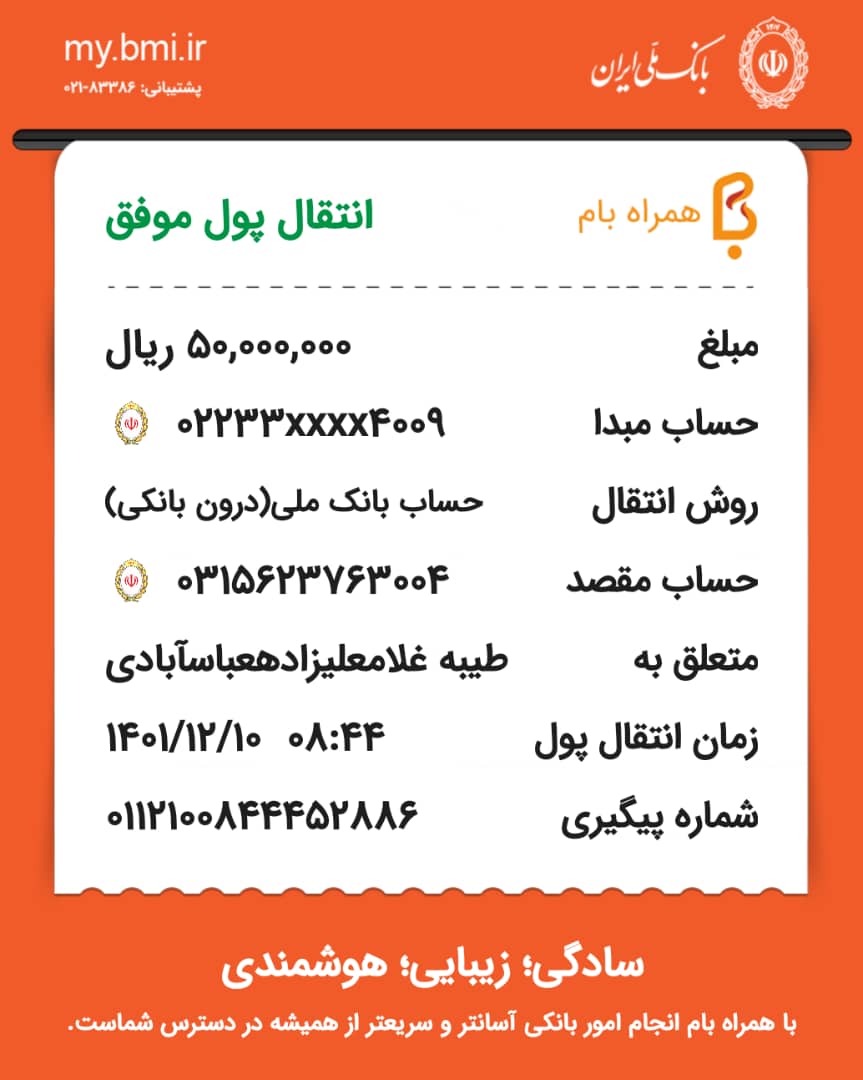 my.bmi.ir
بانک ملی ایران
پشتیبانی: ۸۳۳۸۶-۰۲۱
همراه بام
انتقال پول موفق
مبلغ ۵۰,۰۰۰,۰۰۰ ریال
حساب مبدا ۰۲۲۳۳xxxx۴۰۰۹
روش انتقال حساب بانک ملی(درون بانکی)
حساب مقصد ۰۳۱۵۶۲۳۷۶۳۰۰۴
متعلق به طیبه غلامعلیزادهعباسآبادی
زمان انتقال پول ۱۴۰۱/۱۲/۱۰ ۰۸:۴۴
شماره پیگیری ۰۱۱۲۱۰۰۸۴۴۴۵۲۸۸۶
سادگی؛ زیبایی؛ هوشمندی
با همراه بام انجام امور بانکی آسانتر و سریعتر از همیشه در دسترس شماست.